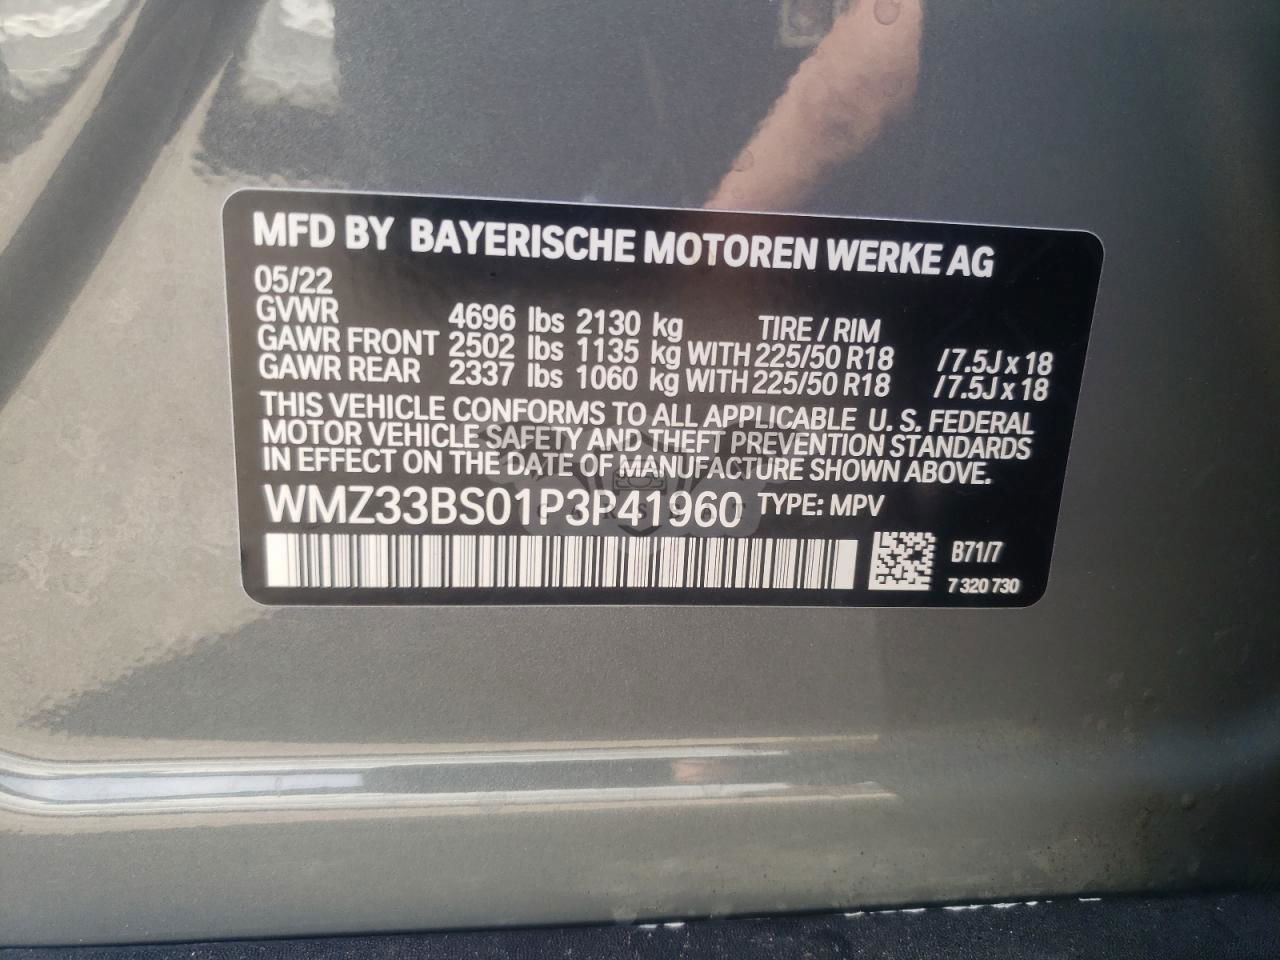 MFD BY BAYERISCHE MOTOREN WERKE AG
05/22
GVWR 4696 lbs 2130 kg TIRE / RIM
GAWR FRONT 2502 lbs 1135 kg WITH 225/50 R18 /7.5J x 18
GAWR REAR 2337 lbs 1060 kg WITH 225/50 R18 /7.5J x 18
THIS VEHICLE CONFORMS TO ALL APPLICABLE U. S. FEDERAL
MOTOR VEHICLE SAFETY AND THEFT PREVENTION STANDARDS
IN EFFECT ON THE DATE OF MANUFACTURE SHOWN ABOVE.
WMZ33BS01P3P41960 TYPE: MPV
B71/7
7 320 730